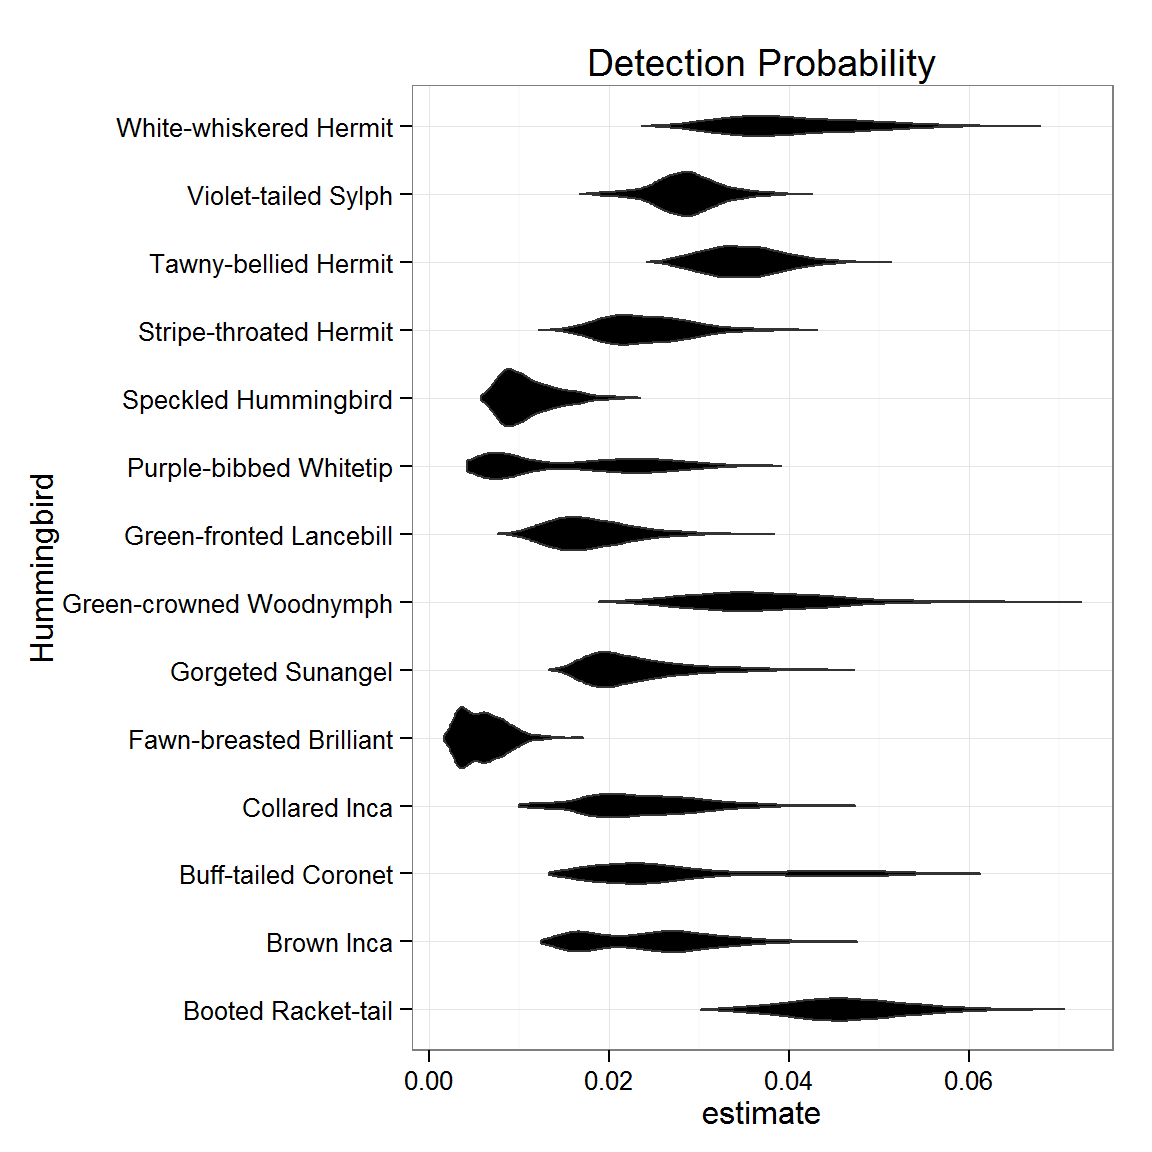 Detection Probability
White-whiskered Hermit
Violet-tailed Sylph
Tawny-bellied Hermit
Stripe-throated Hermit
Speckled Hummingbird
Purple-bibbed Whitetip
Green-fronted Lancebill
Green-crowned Woodnymph
Gorgeted Sunangel
Fawn-breasted Brilliant
Collared Inca
Buff-tailed Coronet
Brown Inca
Booted Racket-tail
Hummingbird
0.00 0.02 0.04 0.06
estimate